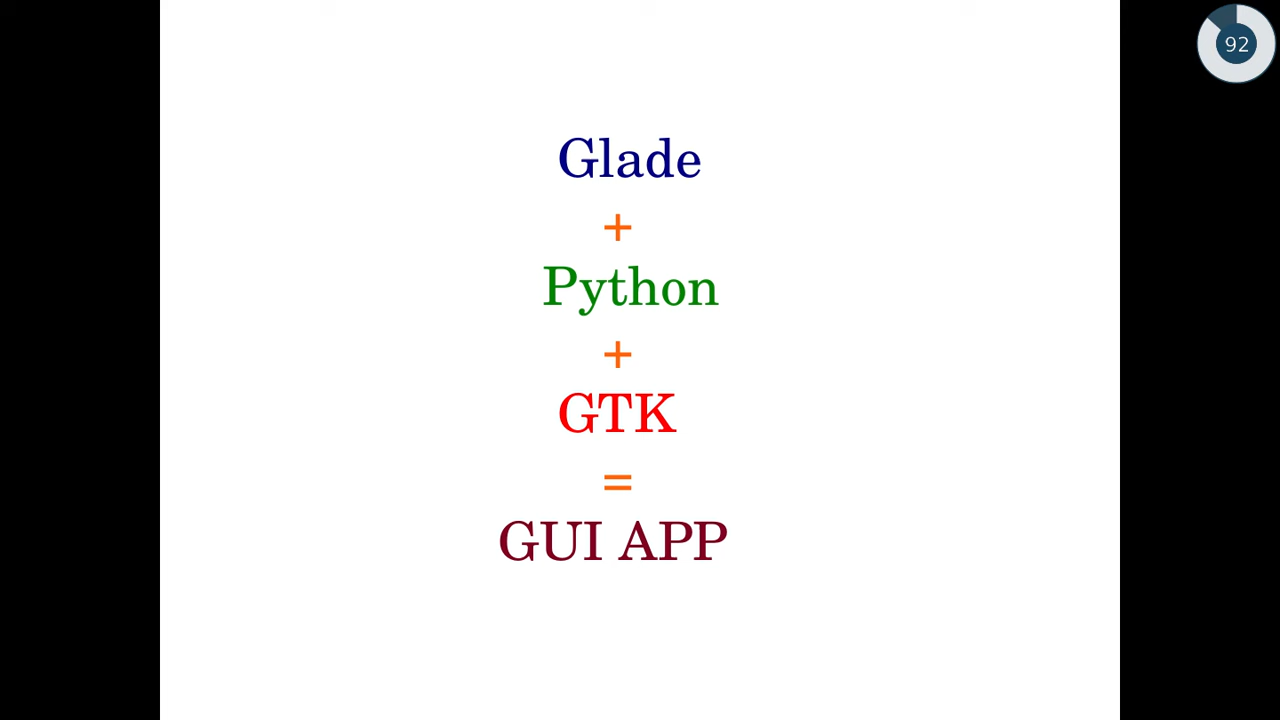 92
Glade
+
Python
+
GTK
=
GUI APP